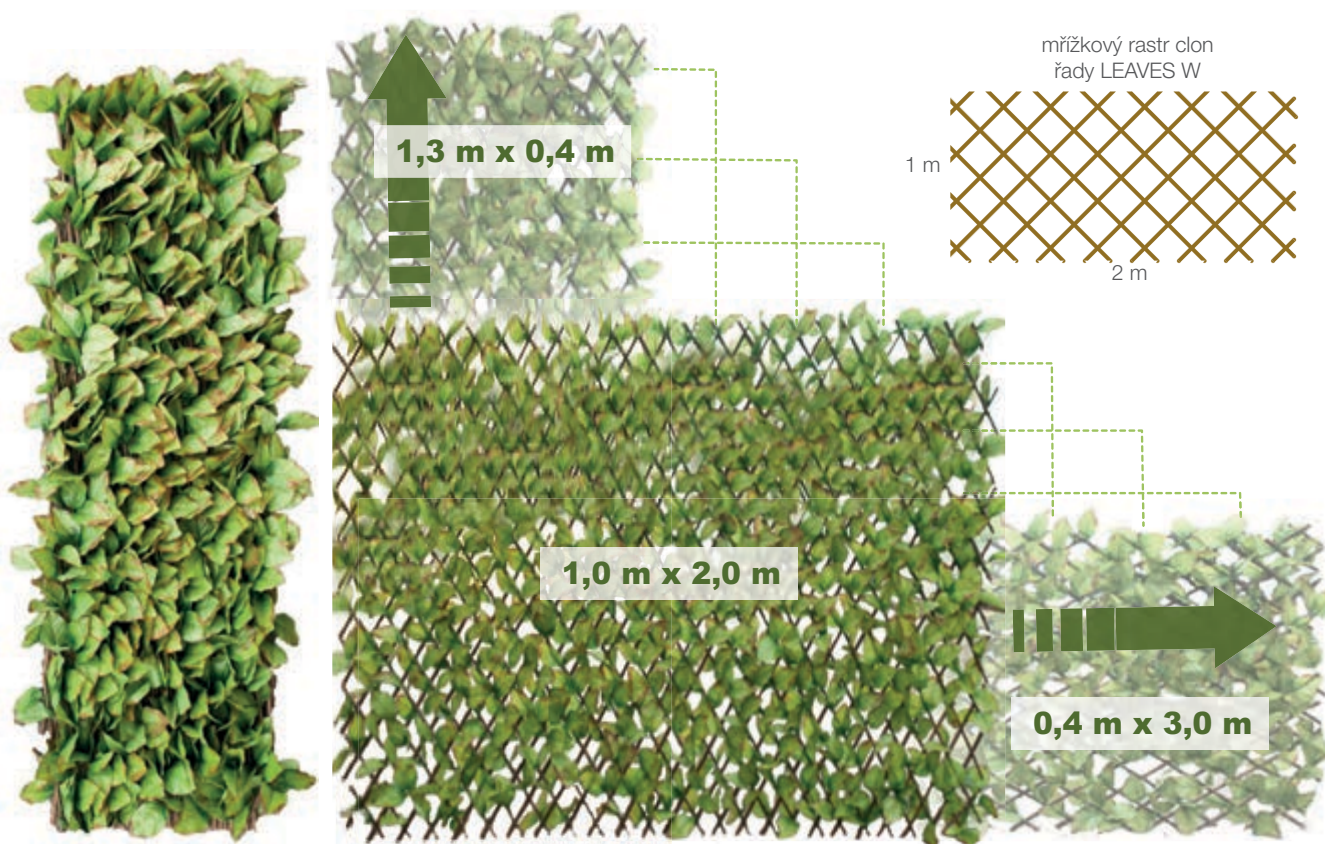 mřížkový rastr clon
řady LEAVES W
1,3 m x 0,4 m
1 m
2 m
1,0 m x 2,0 m
0,4 m x 3,0 m